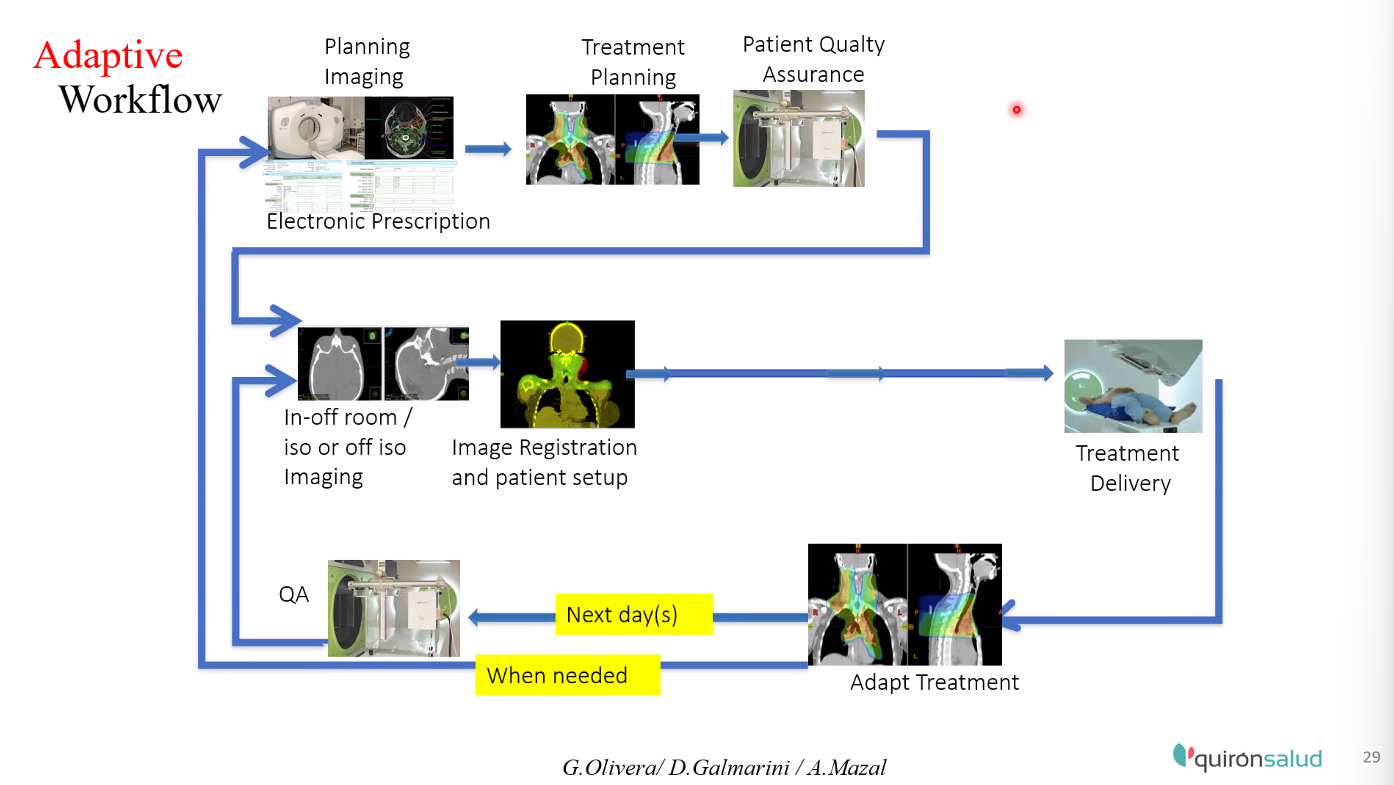 Adaptive
Workflow
Planning
Imaging
Treatment
Planning
Patient Qualty
Assurance
Electronic Prescription
In-off room /
iso or off iso
Imaging
Image Registration
and patient setup
Treatment
Delivery
QA
Next day(s)
When needed
Adapt Treatment
G.Olivera/ D.Galmarini / A.Mazal
quirónsalud
29